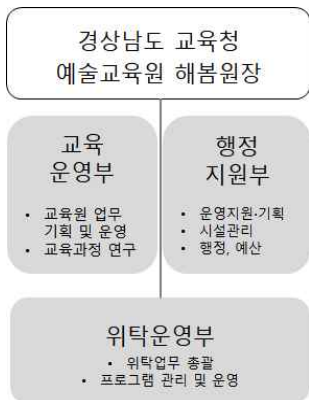 경상남도 교육청
예술교육원 해봄원장
교육
운영부
• 교육원 업무
기획 및 운영
• 교육과정 연구
행정
지원부
• 운영지원·기획
• 시설관리
• 행정, 예산
위탁운영부
• 위탁업무 총괄
• 프로그램 관리 및 운영